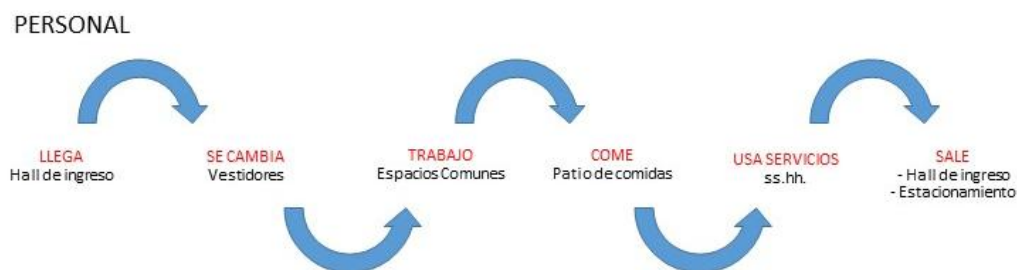 PERSONAL
LLEGA
Hall de ingreso
SE CAMBIA
Vestidores
TRABAJO
Espacios Comunes
COME
Patio de comidas
USA SERVICIOS
ss.hh.
SALE
- Hall de ingreso
- Estacionamiento